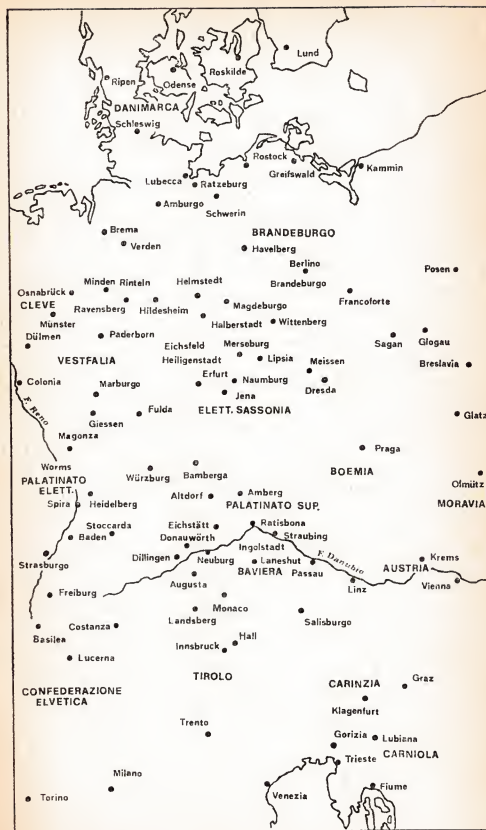 Lund
Roskilde
Ripen
Odense
DANIMARCA
Schleswig
Rostock
Greifswald
Kammin
Lubecca
Ratzeburg
Amburgo
Schwerin
Brema
BRANDEBURGO
Verden
Havelberg
Berlino
Posen
Minden
Rinteln
Helmstedt
Brandeburgo
Osnabrück
Francoforte
CLEVE
Ravensberg
Hildesheim
Magdeburgo
Münster
Halberstadt
Wittenberg
Dülmen
Paderborn
Eichsfeld
Merseburg
Sagan
Glogau
VESTFALIA
Heiligenstadt
Lipsia
Meissen
Breslavia
Colonia
Marburgo
Erfurt
Naumburg
Dresda
Jena
F. Reno
Giessen
Fulda
ELETT. SASSONIA
Glatz
Magonza
Praga
Worms
Würzburg
Bamberga
BOEMIA
Olmütz
PALATINATO
ELETT.
Altdorf
Amberg
MORAVIA
Spira
Heidelberg
PALATINATO SUP.
Stoccarda
Eichstätt
Ratisbona
Baden
Donauwörth
Straubing
Ingolstadt
F. Danubio
Strasburgo
Dillingen
Neuburg
Laneshut
Krems
BAVIERA
Passau
AUSTRIA
Augusta
Linz
Vienna
Freiburg
Monaco
Landsberg
Salisburgo
Basilea
Costanza
Hall
Innsbruck
Lucerna
TIROLO
CARINZIA
Graz
CONFEDERAZIONE
ELVETICA
Klagenfurt
Trento
Gorizia
Lubiana
CARNIOLA
Trieste
Milano
Fiume
Torino
Venezia